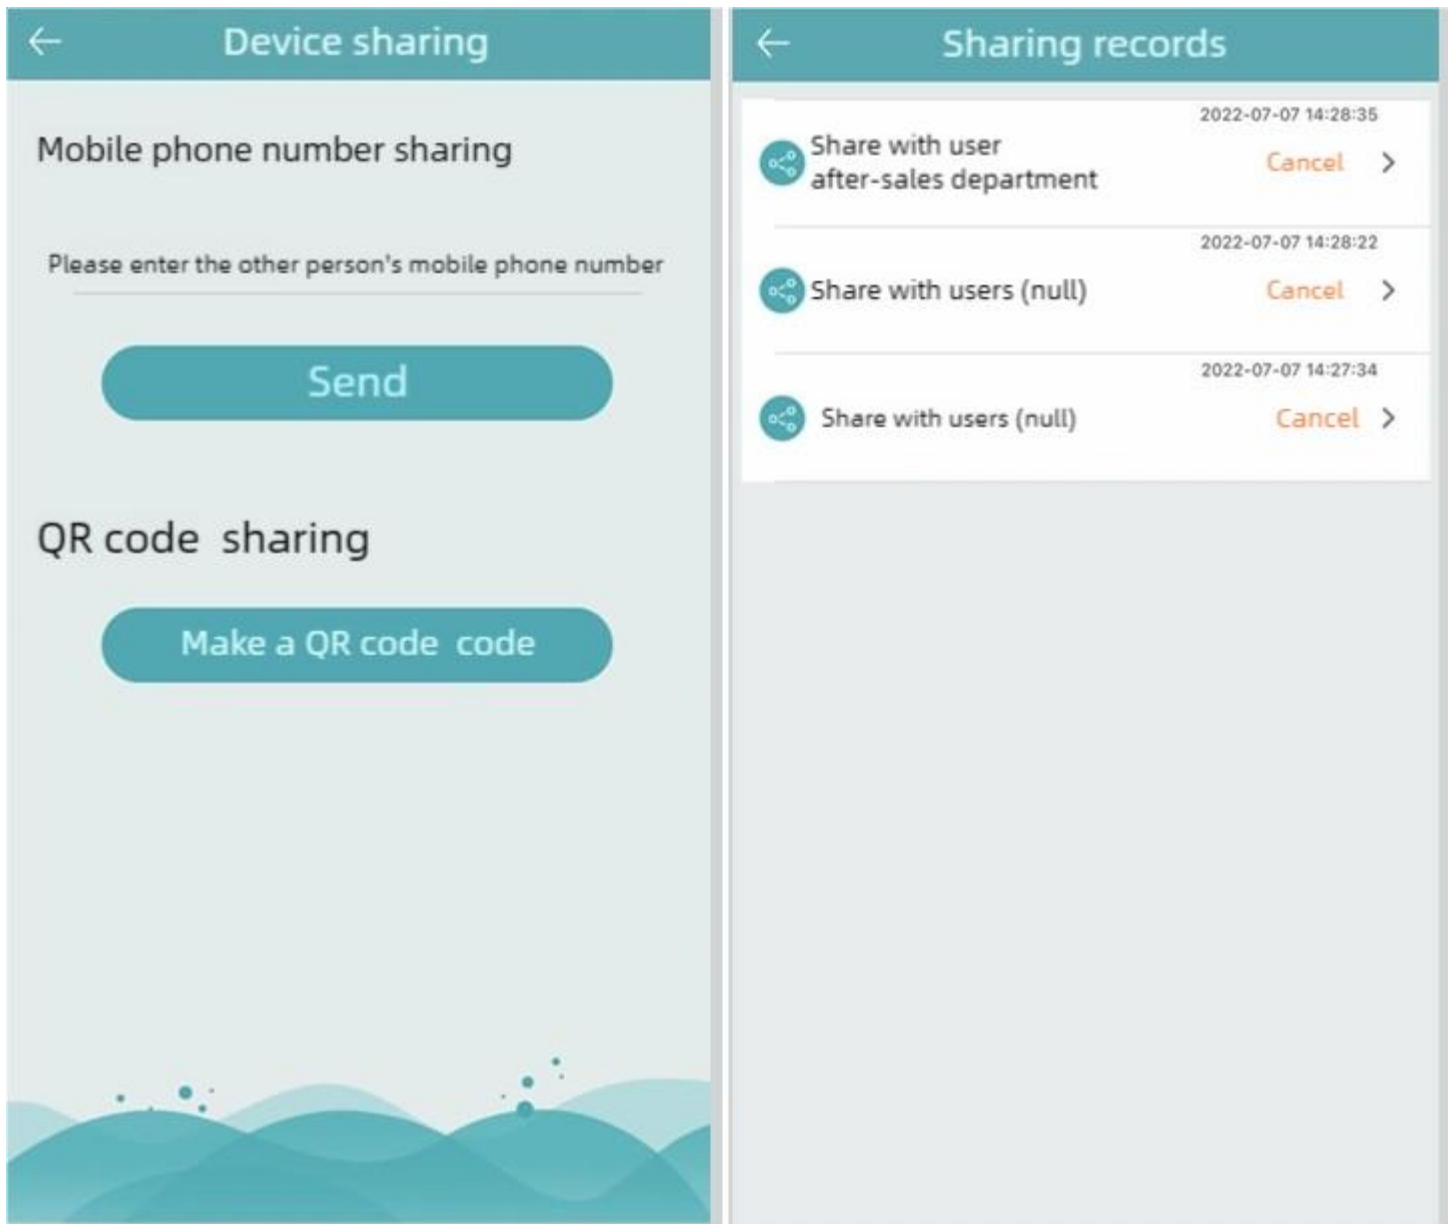 Device sharing
Mobile phone number sharing
Please enter the other person's mobile phone number
Send
QR code sharing
Make a QR code code
Sharing records
2022-07-07 14:28:35
Share with user
after-sales department
Cancel
2022-07-07 14:28:22
Share with users (null)
Cancel
2022-07-07 14:27:34
Share with users (null)
Cancel